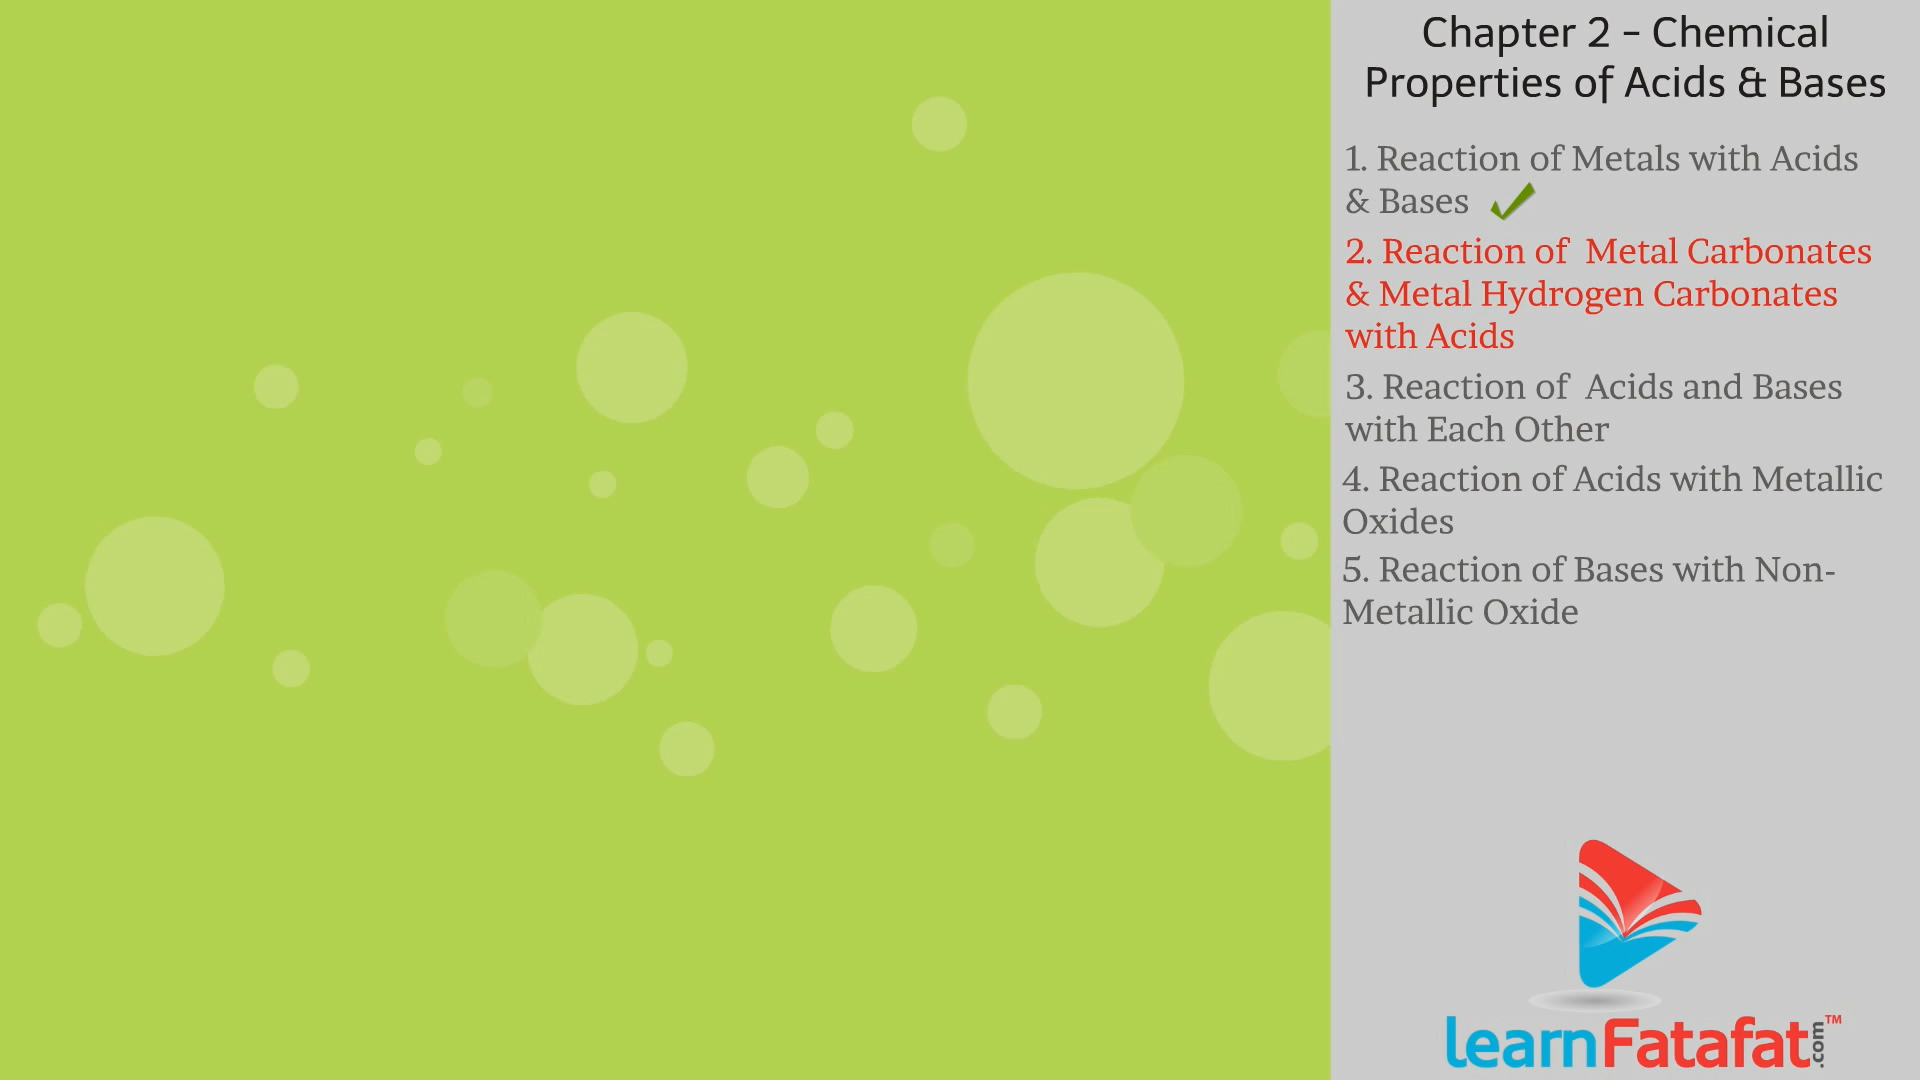 Chapter 2 - Chemical
Properties of Acids & Bases
1. Reaction of Metals with Acids
& Bases
2. Reaction of Metal Carbonates
& Metal Hydrogen Carbonates
with Acids
3. Reaction of Acids and Bases
with Each Other
4. Reaction of Acids with Metallic
Oxides
5. Reaction of Bases with Non-
Metallic Oxide
learnFatafat.com™